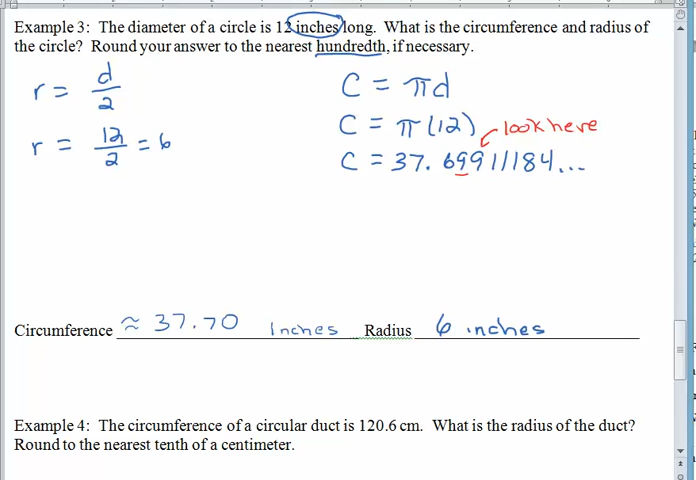 Example 3: The diameter of a circle is 12 inches long. What is the circumference and radius of
the circle? Round your answer to the nearest hundredth, if necessary.
r = d/2
r = 12/2 = 6
C = πd
C = π(12)
look here
C = 37.69911184...
Circumference ≈ 37.70 Inches Radius 6 inches
Example 4: The circumference of a circular duct is 120.6 cm. What is the radius of the duct?
Round to the nearest tenth of a centimeter.